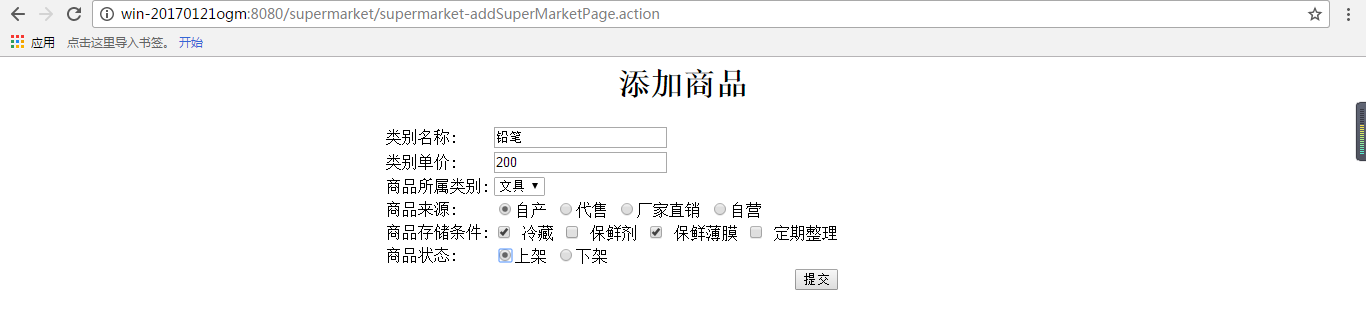 win-20170121ogm:8080/supermarket/supermarket-addSuperMarketPage.action
应用 点击这里导入书签。 开始
添加商品
类别名称: 铅笔
类别单价: 200
商品所属类别: 文具
商品来源: 自产 代售 厂家直销 自营
商品存储条件: 冷藏 保鲜剂 保鲜薄膜 定期整理
商品状态: 上架 下架
提交